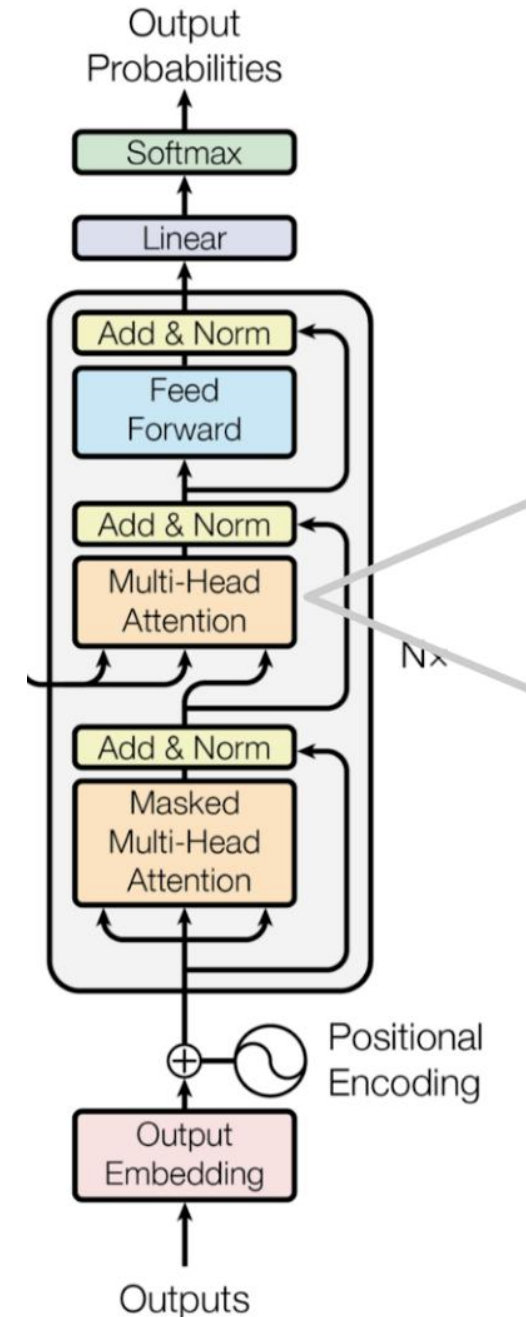 Output
Probabilities
Softmax
Linear
Add & Norm
Feed
Forward
Add & Norm
Multi-Head
Attention
N×
Add & Norm
Masked
Multi-Head
Attention
Positional
Encoding
Output
Embedding
Outputs